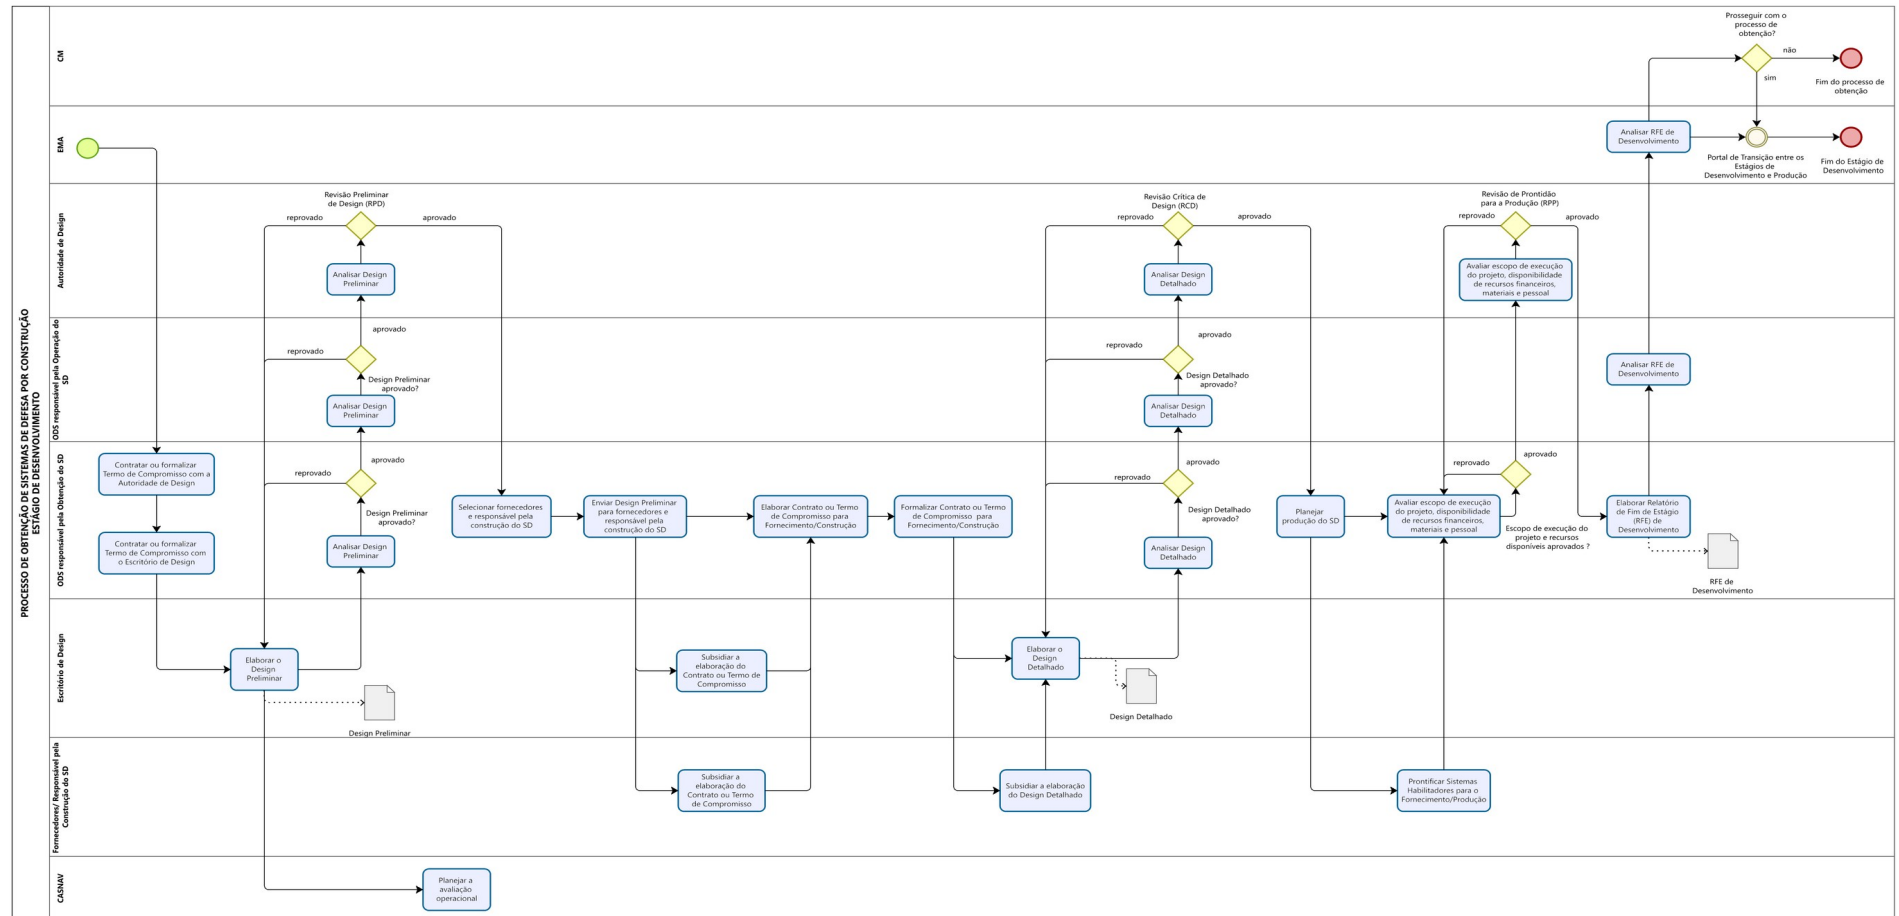 PROCESSO DE OBTENÇÃO DE SISTEMAS DE DEFESA POR CONSTRUÇÃO
ESTÁGIO DE DESENVOLVIMENTO
CM
Prosseguir com o
processo de
obtenção?
não
sim
Fim do processo de
obtenção
EMA
Analisar RFE de
Desenvolvimento
Portal de Transição entre os
Estágios de
Desenvolvimento e Produção
Fim do Estágio de
Desenvolvimento
Autoridade de Design
Revisão Preliminar
de Design (RPD)
reprovado
aprovado
Analisar Design
Preliminar
Revisão Crítica de
Design (RCD)
reprovado
aprovado
Analisar Design
Detalhado
Revisão de Prontidão
para a Produção (RPP)
reprovado
aprovado
Avaliar escopo de execução
do projeto, disponibilidade
de recursos financeiros,
materiais e pessoal
ODS responsável pela Operação do
SD
aprovado
reprovado
Design Preliminar
aprovado?
Analisar Design
Preliminar
aprovado
reprovado
Design Detalhado
aprovado?
Analisar Design
Detalhado
Analisar RFE de
Desenvolvimento
ODS responsável pela Obtenção do SD
Contratar ou formalizar
Termo de Compromisso com a
Autoridade de Design
Contratar ou formalizar
Termo de Compromisso com
o Escritório de Design
aprovado
reprovado
Design Preliminar
aprovado?
Analisar Design
Preliminar
Selecionar fornecedores
e responsável pela
construção do SD
Enviar Design Preliminar
para fornecedores e
responsável pela
construção do SD
Elaborar Contrato ou Termo
de Compromisso para
Fornecimento/Construção
Formalizar Contrato ou Termo
de Compromisso para
Fornecimento/Construção
aprovado
reprovado
Design Detalhado
aprovado?
Analisar Design
Detalhado
Planejar
produção do SD
Avaliar escopo de execução
do projeto, disponibilidade
de recursos financeiros,
materiais e pessoal
reprovado
aprovado
Escopo de execução do
projeto e recursos
disponíveis aprovados ?
Elaborar Relatório
de Fim de Estágio
(RFE) de
Desenvolvimento
RFE de
Desenvolvimento
Escritório de Design
Elaborar o
Design
Preliminar
Design Preliminar
Subsidiar a
elaboração do
Contrato ou Termo de
Compromisso
Elaborar o
Design
Detalhado
Design Detalhado
Fornecedores/ Responsável pela
Construção do SD
Subsidiar a
elaboração do
Contrato ou Termo
de Compromisso
Subsidiar a elaboração
do Design Detalhado
Prontificar Sistemas
Habilitadores para o
Fornecimento/Produção
CASNAV
Planejar a
avaliação
operacional